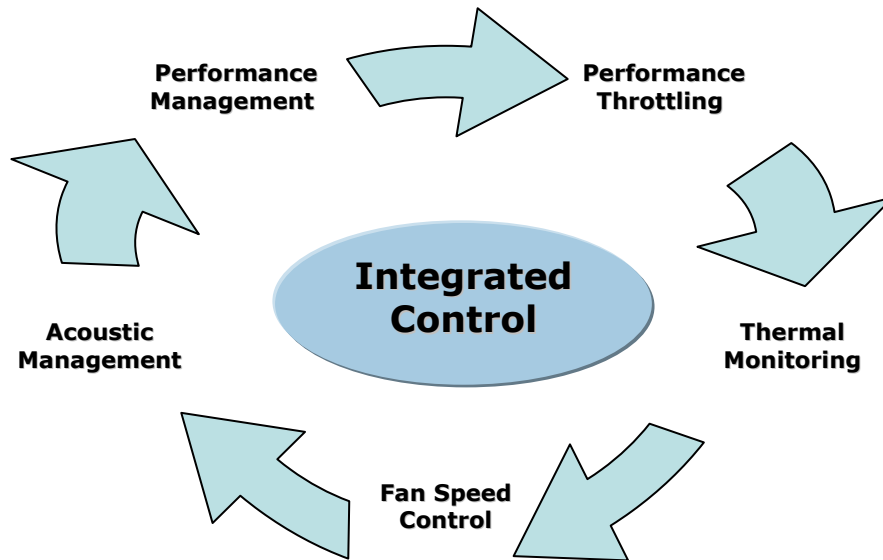 Performance
Management
Performance
Throttling
Integrated
Control
Acoustic
Management
Thermal
Monitoring
Fan Speed
Control